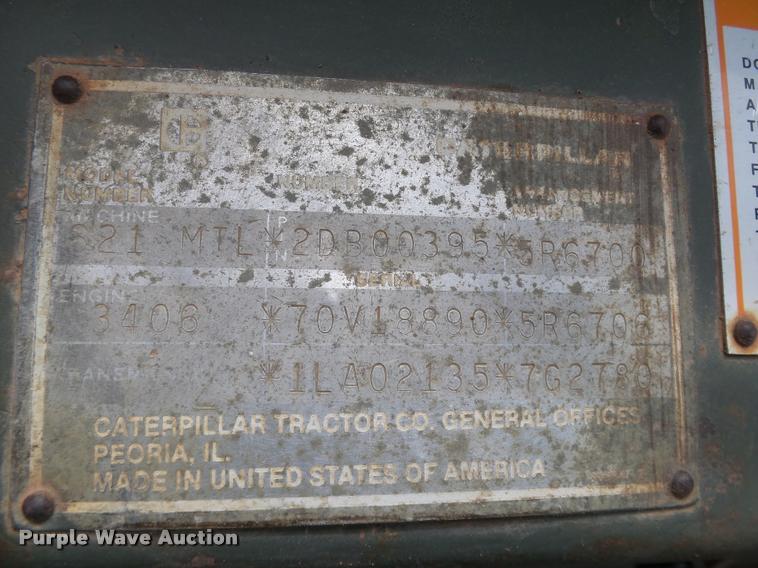 CATERPILLAR
MODEL NUMBER
NUMBER
ARRANGEMENT NUMBER
MACHINE
PIN
621 MTL*2DB00395*5R6700
SERIAL
ENGINE
3406 *70V18890*5R6706
*1LA02135*7G2780
CATERPILLAR TRACTOR CO. GENERAL OFFICES
PEORIA, IL.
MADE IN UNITED STATES OF AMERICA
Purple Wave Auction